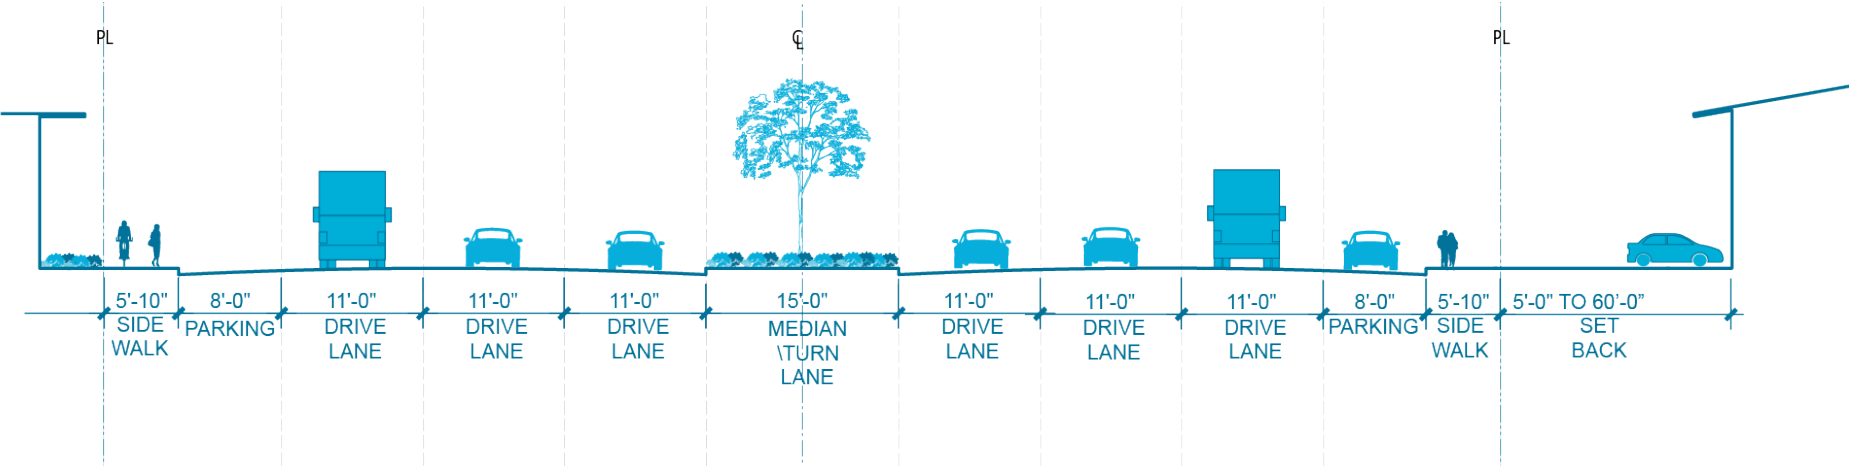 PL
℄
PL
5'-10"
8'-0"
11'-0"
11'-0"
11'-0"
15'-0"
11'-0"
11'-0"
11'-0"
8'-0"
5'-10"
5'-0" TO 60'-0"
SIDE
WALK
PARKING
DRIVE
LANE
DRIVE
LANE
DRIVE
LANE
MEDIAN
\TURN
LANE
DRIVE
LANE
DRIVE
LANE
DRIVE
LANE
PARKING
SIDE
WALK
SET
BACK